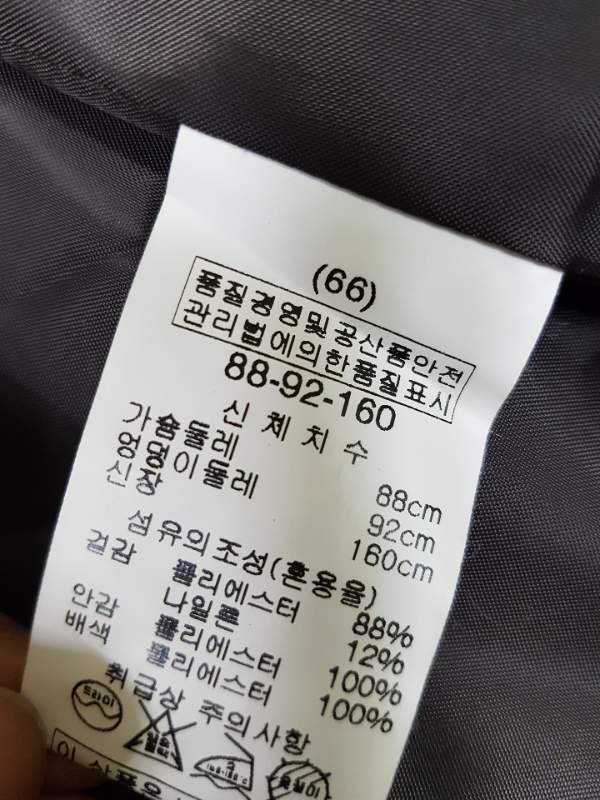 (66)
품질경영및공산품안전
관리법에의한품질표시
88-92-160
신 체 치 수
가슴둘레 88cm
엉덩이둘레 92cm
신장 160cm
섬유의조성(혼용율)
겉감 폴리에스터 88%
나일론 12%
안감 폴리에스터 100%
배색 폴리에스터 100%
취급상 주의사항
드라이